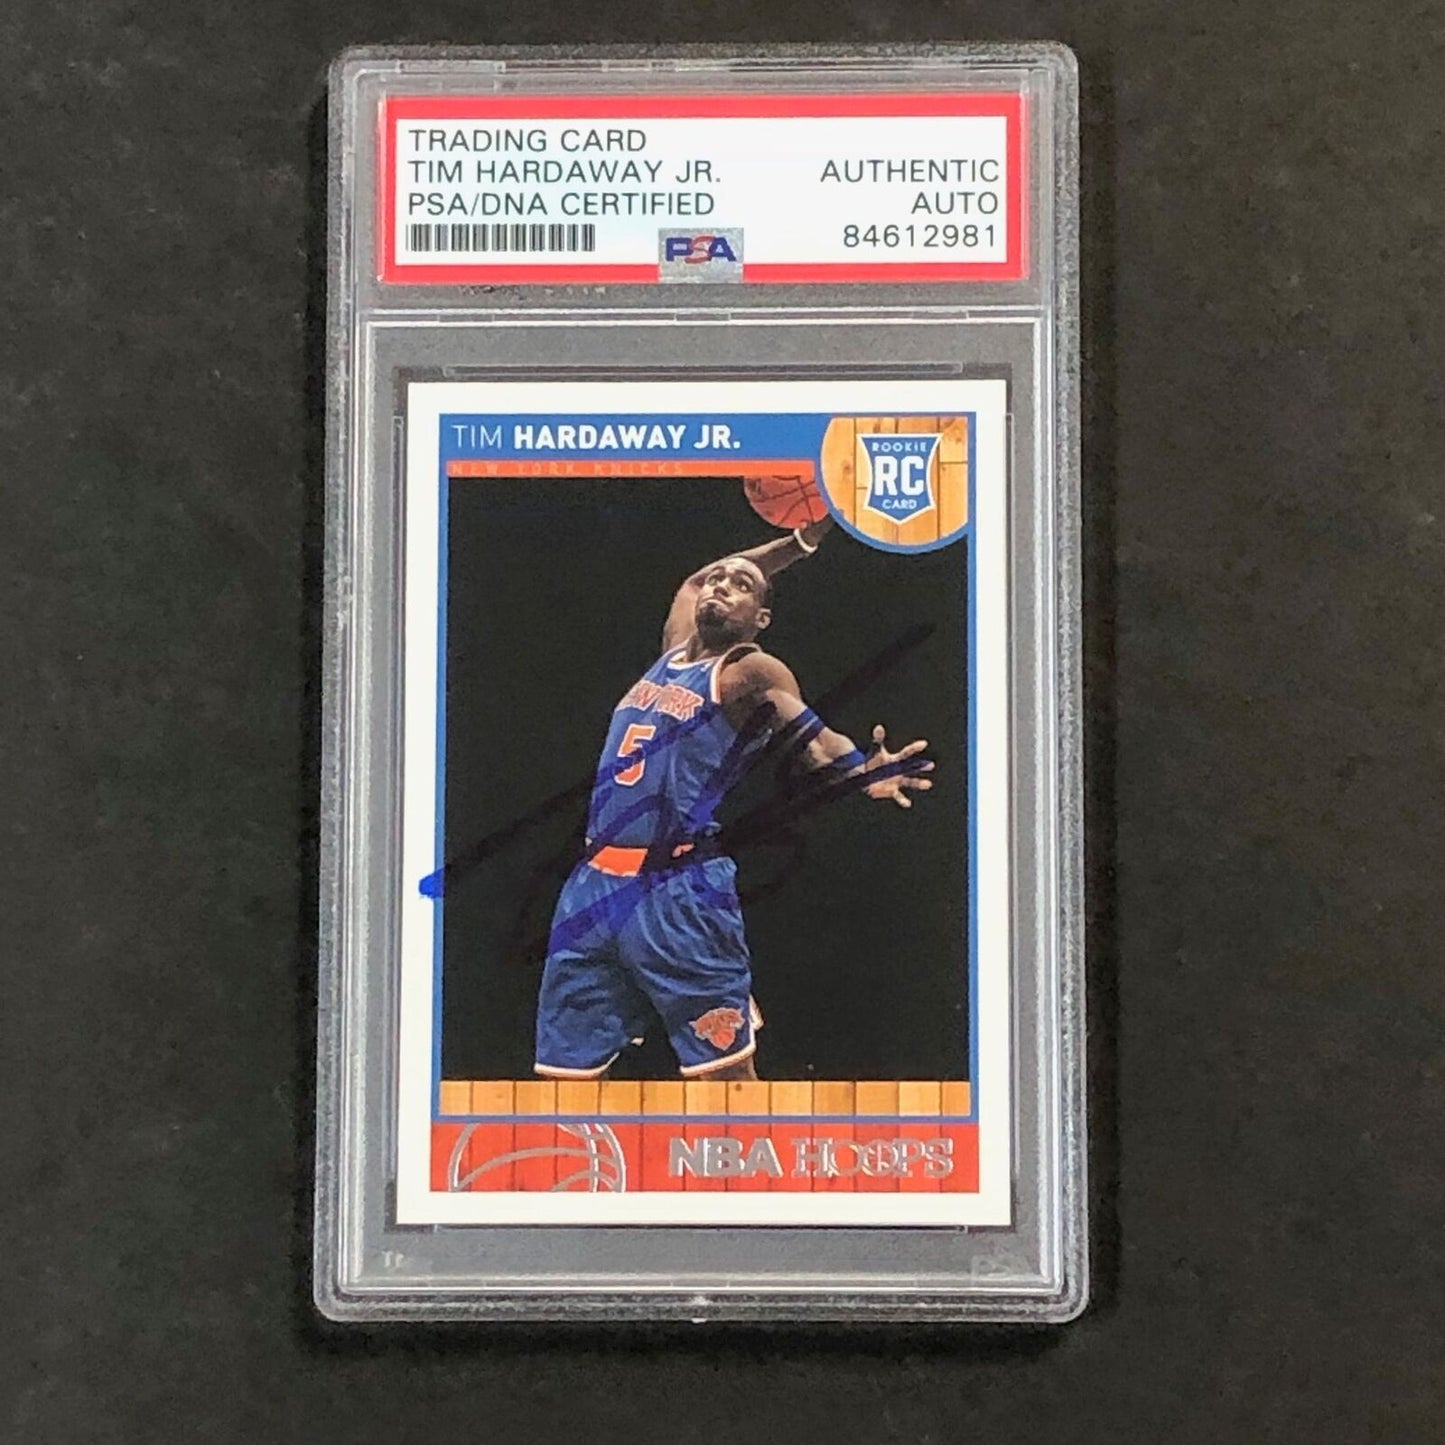 TRADING CARD
TIM HARDAWAY JR. AUTHENTIC
PSA/DNA CERTIFIED AUTO
PSA 84612981
TIM HARDAWAY JR.
NEW YORK KNICKS
ROOKIE
RC
CARD
NEW YORK
5
NBA HOOPS
PSA